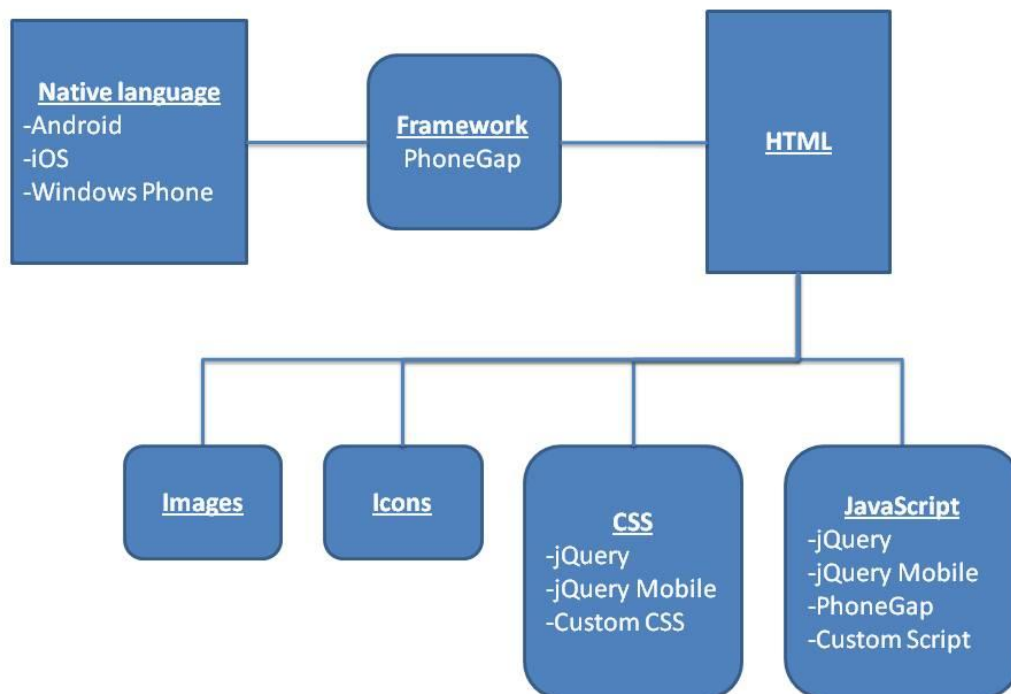 Native language
-Android
-iOS
-Windows Phone
Framework
PhoneGap
HTML
Images
Icons
CSS
-jQuery
-jQuery Mobile
-Custom CSS
JavaScript
-jQuery
-jQuery Mobile
-PhoneGap
-Custom Script